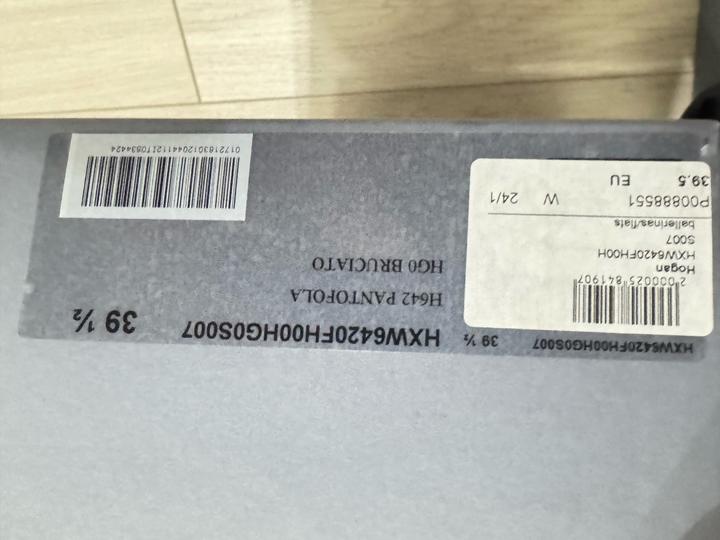 HXW6420FH00HG0S007 39 ½
2 000025 841907
Hogan
HXW6420FH00H
S007
ballerinas/flats
P00888551 W 24/1
39.5 EU
HXW6420FH00HG0S007 39 ½
H642 PANTOFOLA
HG0 BRUCIATO